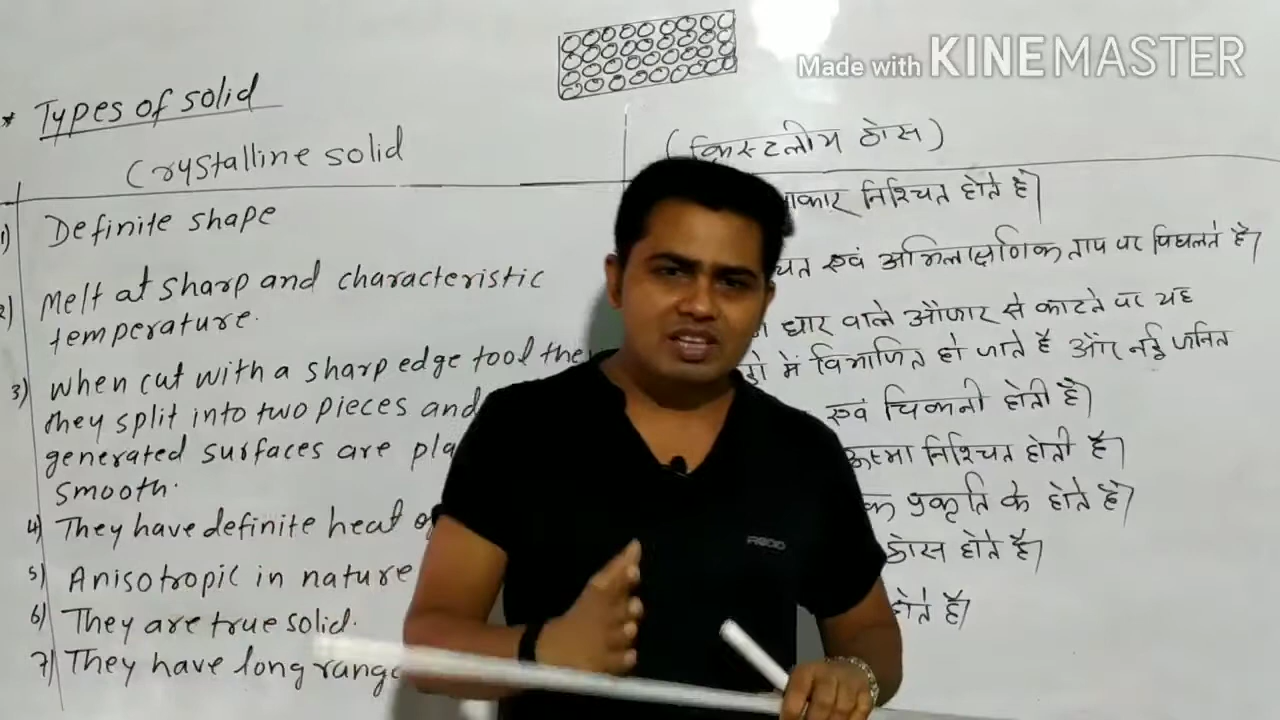 Made with KINEMASTER
* Types of solid
Crystalline solid
(क्रिस्टलीय ठोस)
1) Definite shape
2) Melt at sharp and characteristic
temperature.
3) When cut with a sharp edge tool the
they split into two pieces and
generated surfaces are pla
smooth.
4) They have definite heat of
5) Anisotropic in nature
6) They are true solid.
7) They have long range
आकार निश्चित होते है।
चित एवं अभिलाक्षणिक ताप पर पिघलते है।
धार वाले औजार से काटते पर यह
में विभाजित हो जाते है और नई जनित
एवं चिकनी होती है।
ऊष्मा निश्चित होती है।
क प्रकृति के होते है।
ठोस होते है।
होते है।